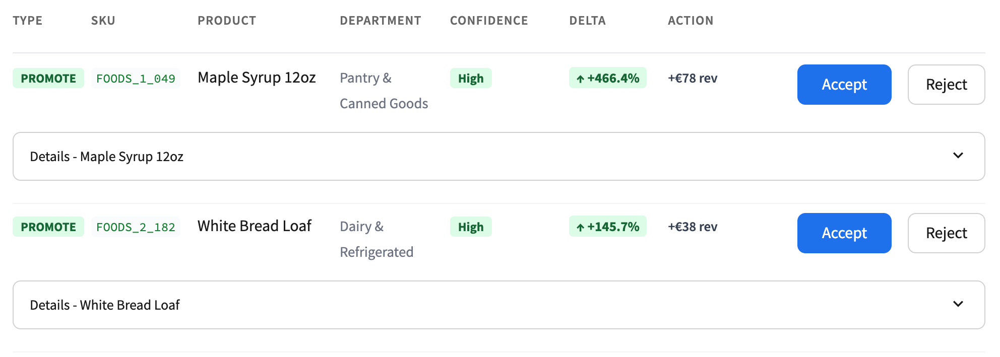 TYPE SKU PRODUCT DEPARTMENT CONFIDENCE DELTA ACTION
PROMOTE FOODS_1_049 Maple Syrup 12oz Pantry & High ↑ +466.4% +€78 rev Accept Reject
Canned Goods
Details - Maple Syrup 12oz
PROMOTE FOODS_2_182 White Bread Loaf Dairy & High ↑ +145.7% +€38 rev Accept Reject
Refrigerated
Details - White Bread Loaf